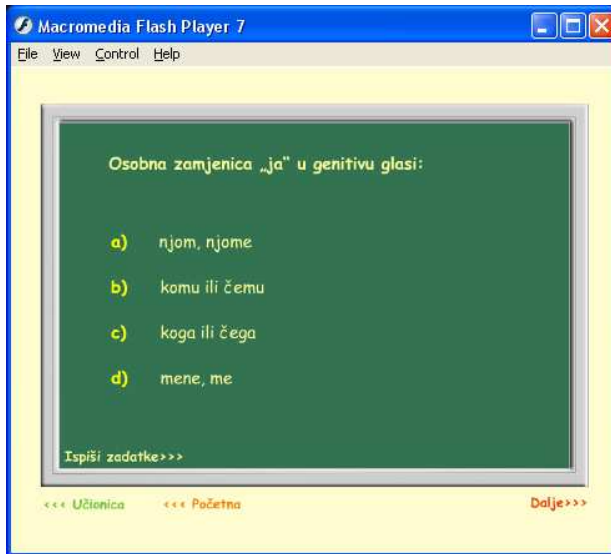 Macromedia Flash Player 7
File View Control Help
Osobna zamjenica „ja“ u genitivu glasi:
a) njom, njome
b) komu ili čemu
c) koga ili čega
d) mene, me
Ispiši zadatke>>>
<<< Učionica <<< Početna Dalje>>>